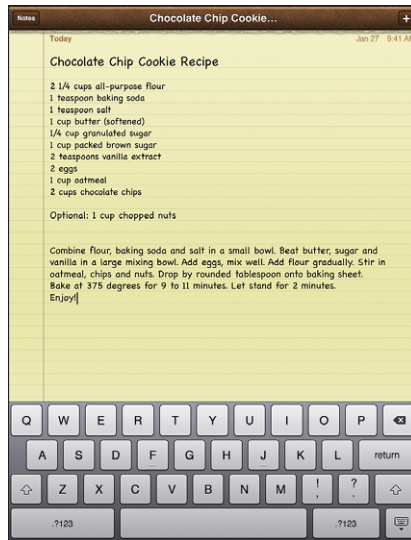 Notes
Chocolate Chip Cookie...
+
Today
Jan 27 9:41 AM
Chocolate Chip Cookie Recipe
2 1/4 cups all-purpose flour
1 teaspoon baking soda
1 teaspoon salt
1 cup butter (softened)
1/4 cup granulated sugar
1 cup packed brown sugar
2 teaspoons vanilla extract
2 eggs
1 cup oatmeal
2 cups chocolate chips
Optional: 1 cup chopped nuts
Combine flour, baking soda and salt in a small bowl. Beat butter, sugar and
vanilla in a large mixing bowl. Add eggs, mix well. Add flour gradually. Stir in
oatmeal, chips and nuts. Drop by rounded tablespoon onto baking sheet.
Bake at 375 degrees for 9 to 11 minutes. Let stand for 2 minutes.
Enjoy!
Q W E R T Y U I O P
A S D F G H J K L return
Z X C V B N M ! , ? .
.?123 .?123